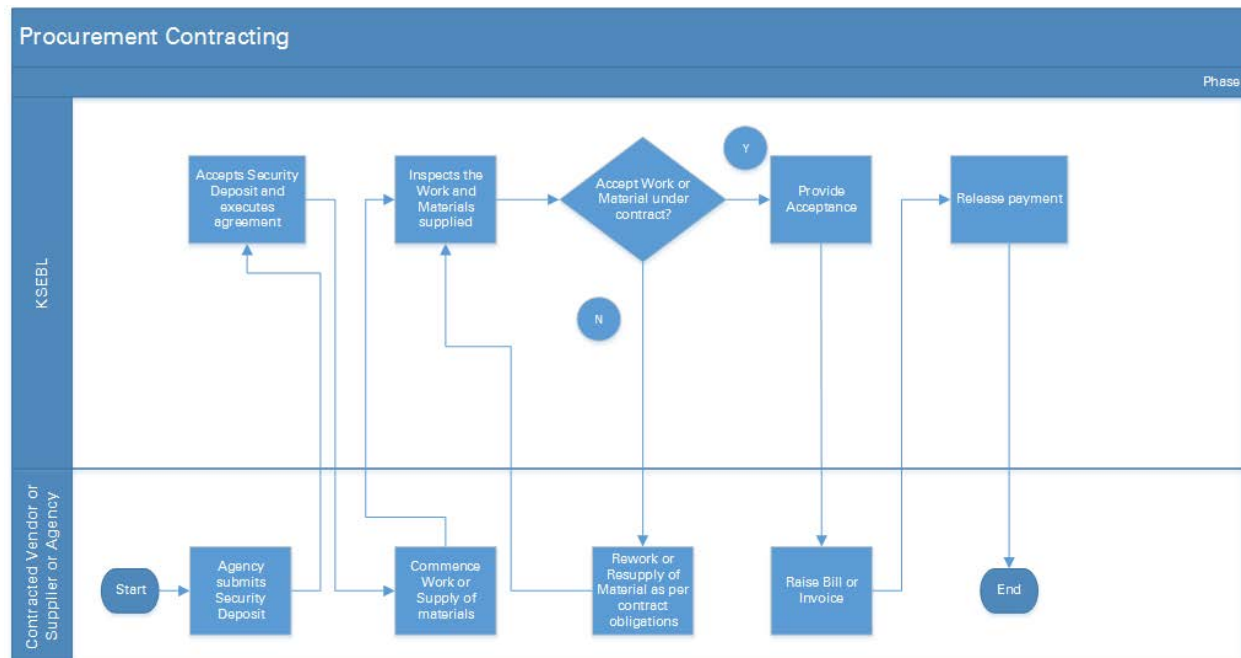 Procurement Contracting
Phase
KSEBL
Accepts Security
Deposit and
executes
agreement
Inspects the
Work and
Materials
supplied
Accept Work or
Material under
contract?
Y
Provide
Acceptance
Release payment
N
Contracted Vendor or
Supplier or Agency
Start
Agency
submits
Security
Deposit
Commence
Work or
Supply of
materials
Rework or
Resupply of
Material as per
contract
obligations
Raise Bill or
Invoice
End